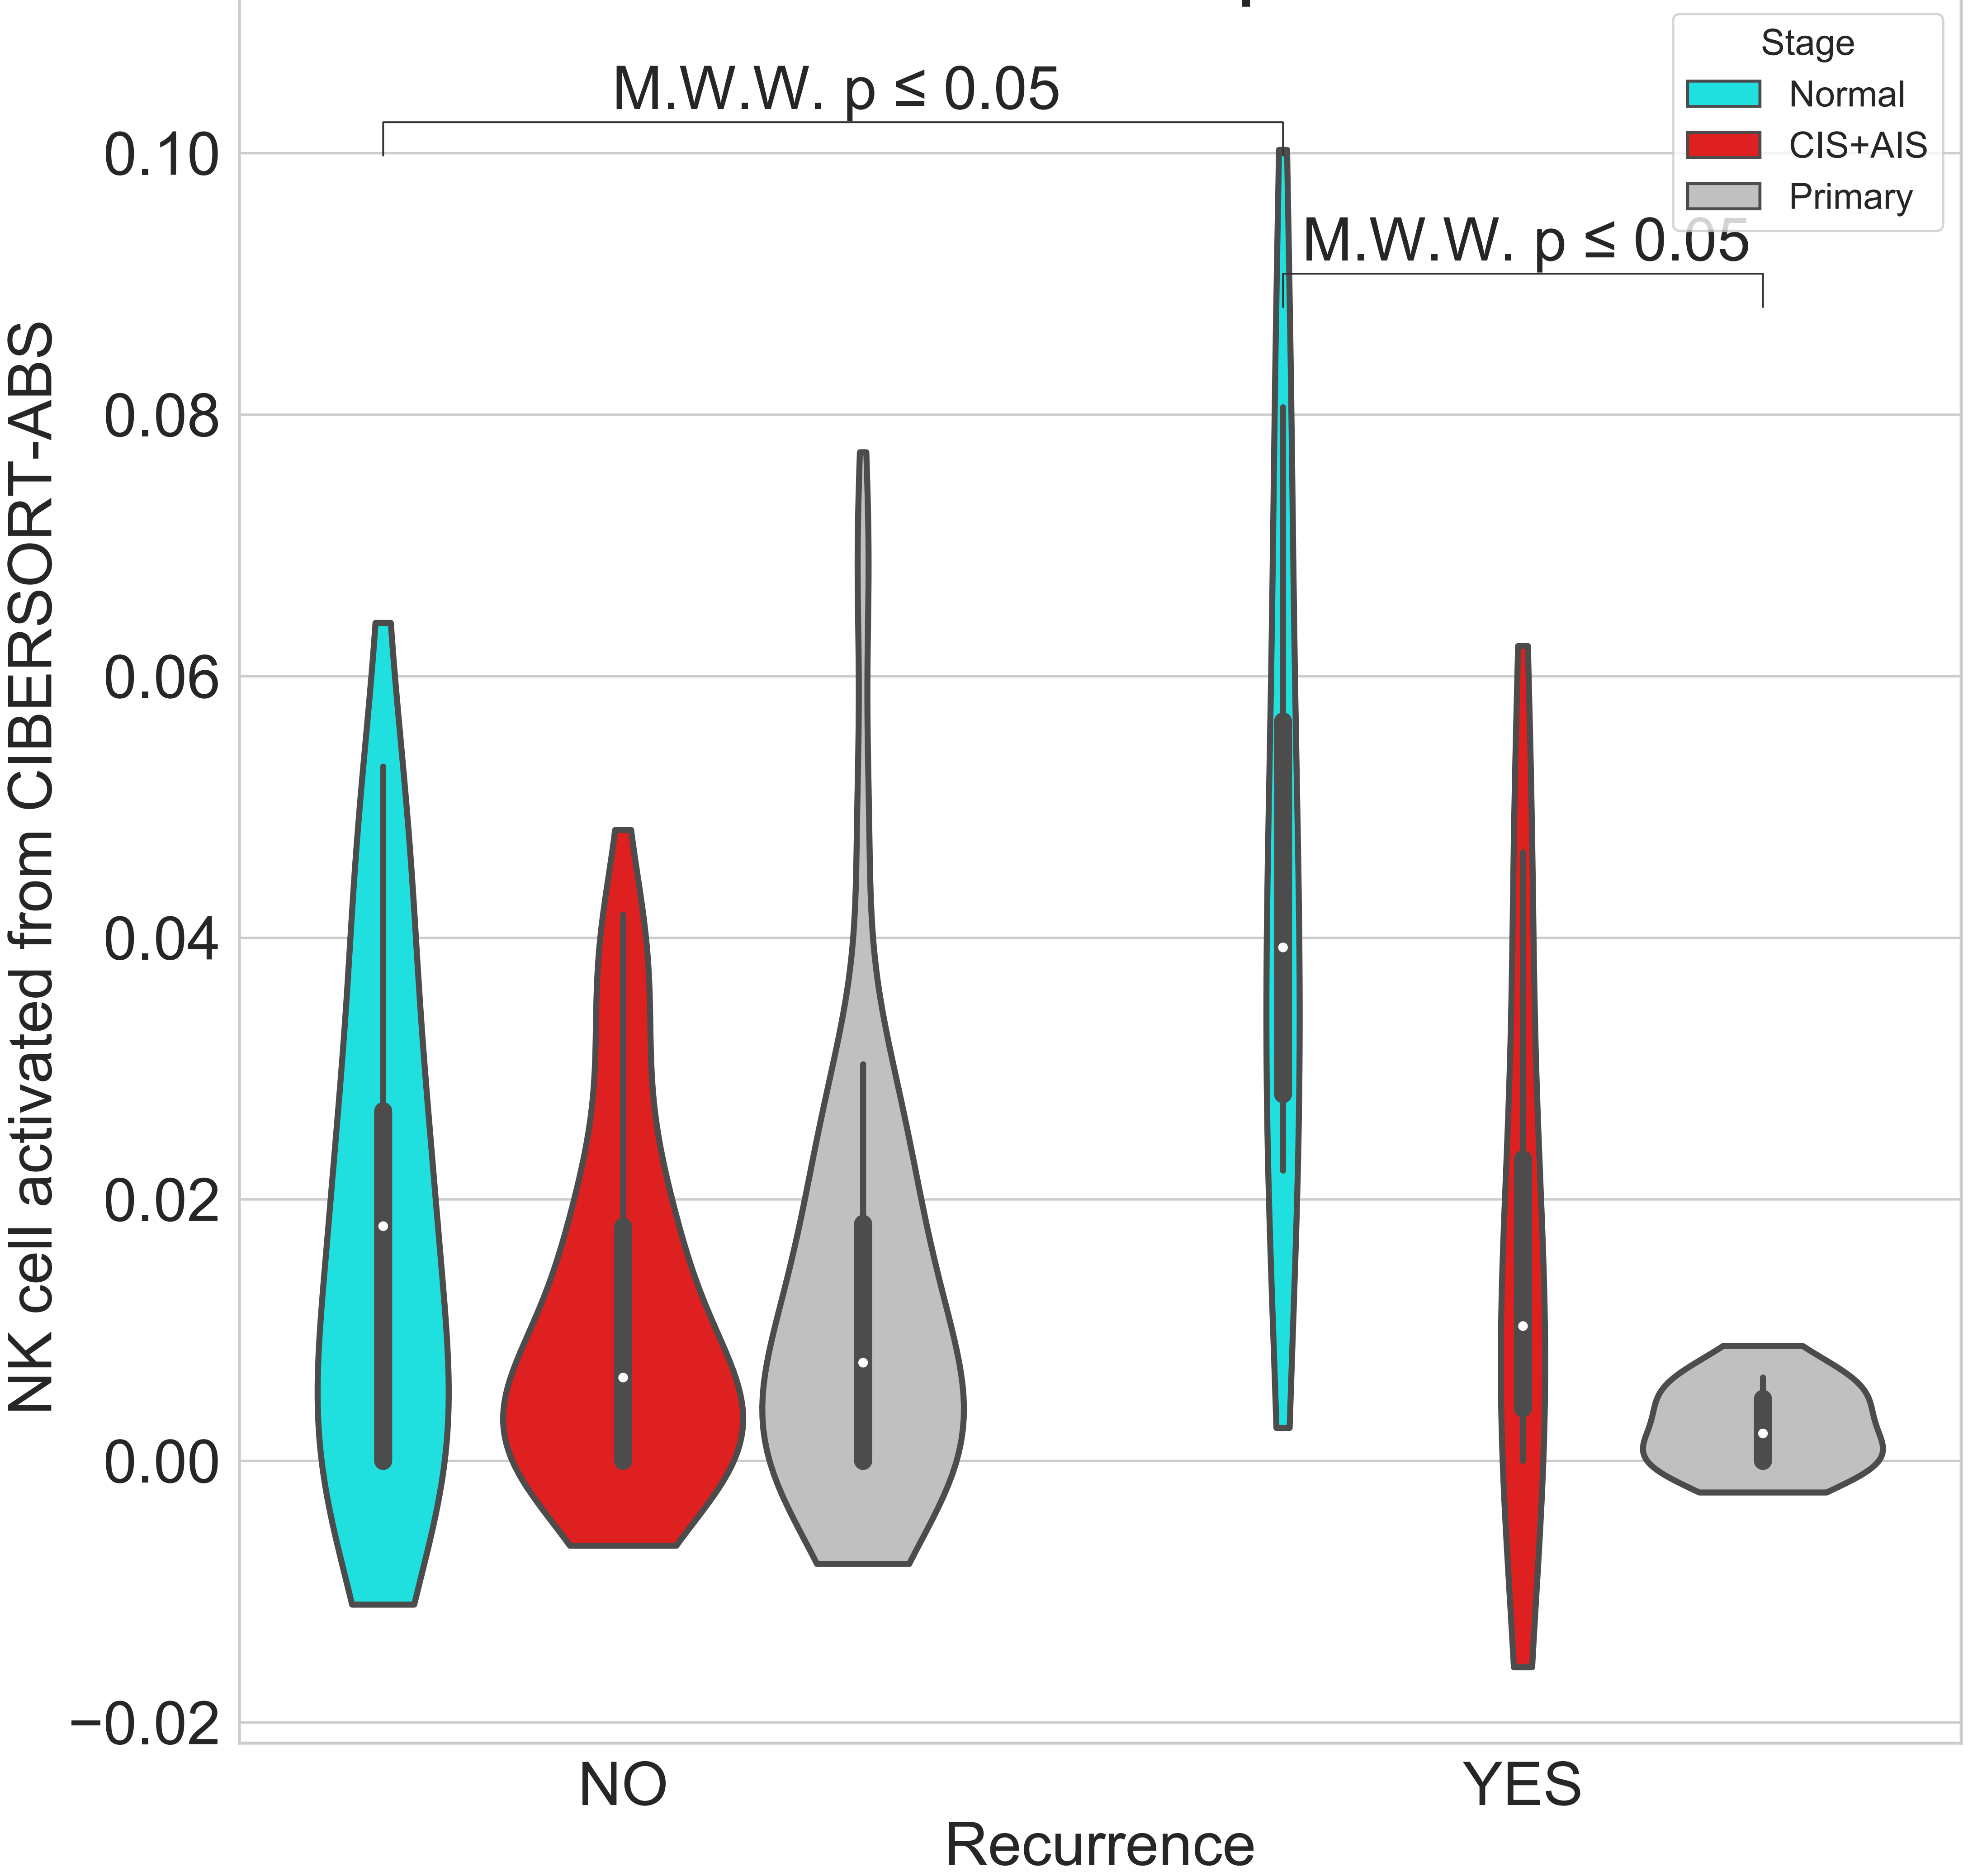 M.W.W. p ≤ 0.05
Stage
Normal
CIS+AIS
Primary
M.W.W. p ≤ 0.05
NK cell activated from CIBERSORT-ABS
0.10
0.08
0.06
0.04
0.02
0.00
−0.02
NO
YES
Recurrence